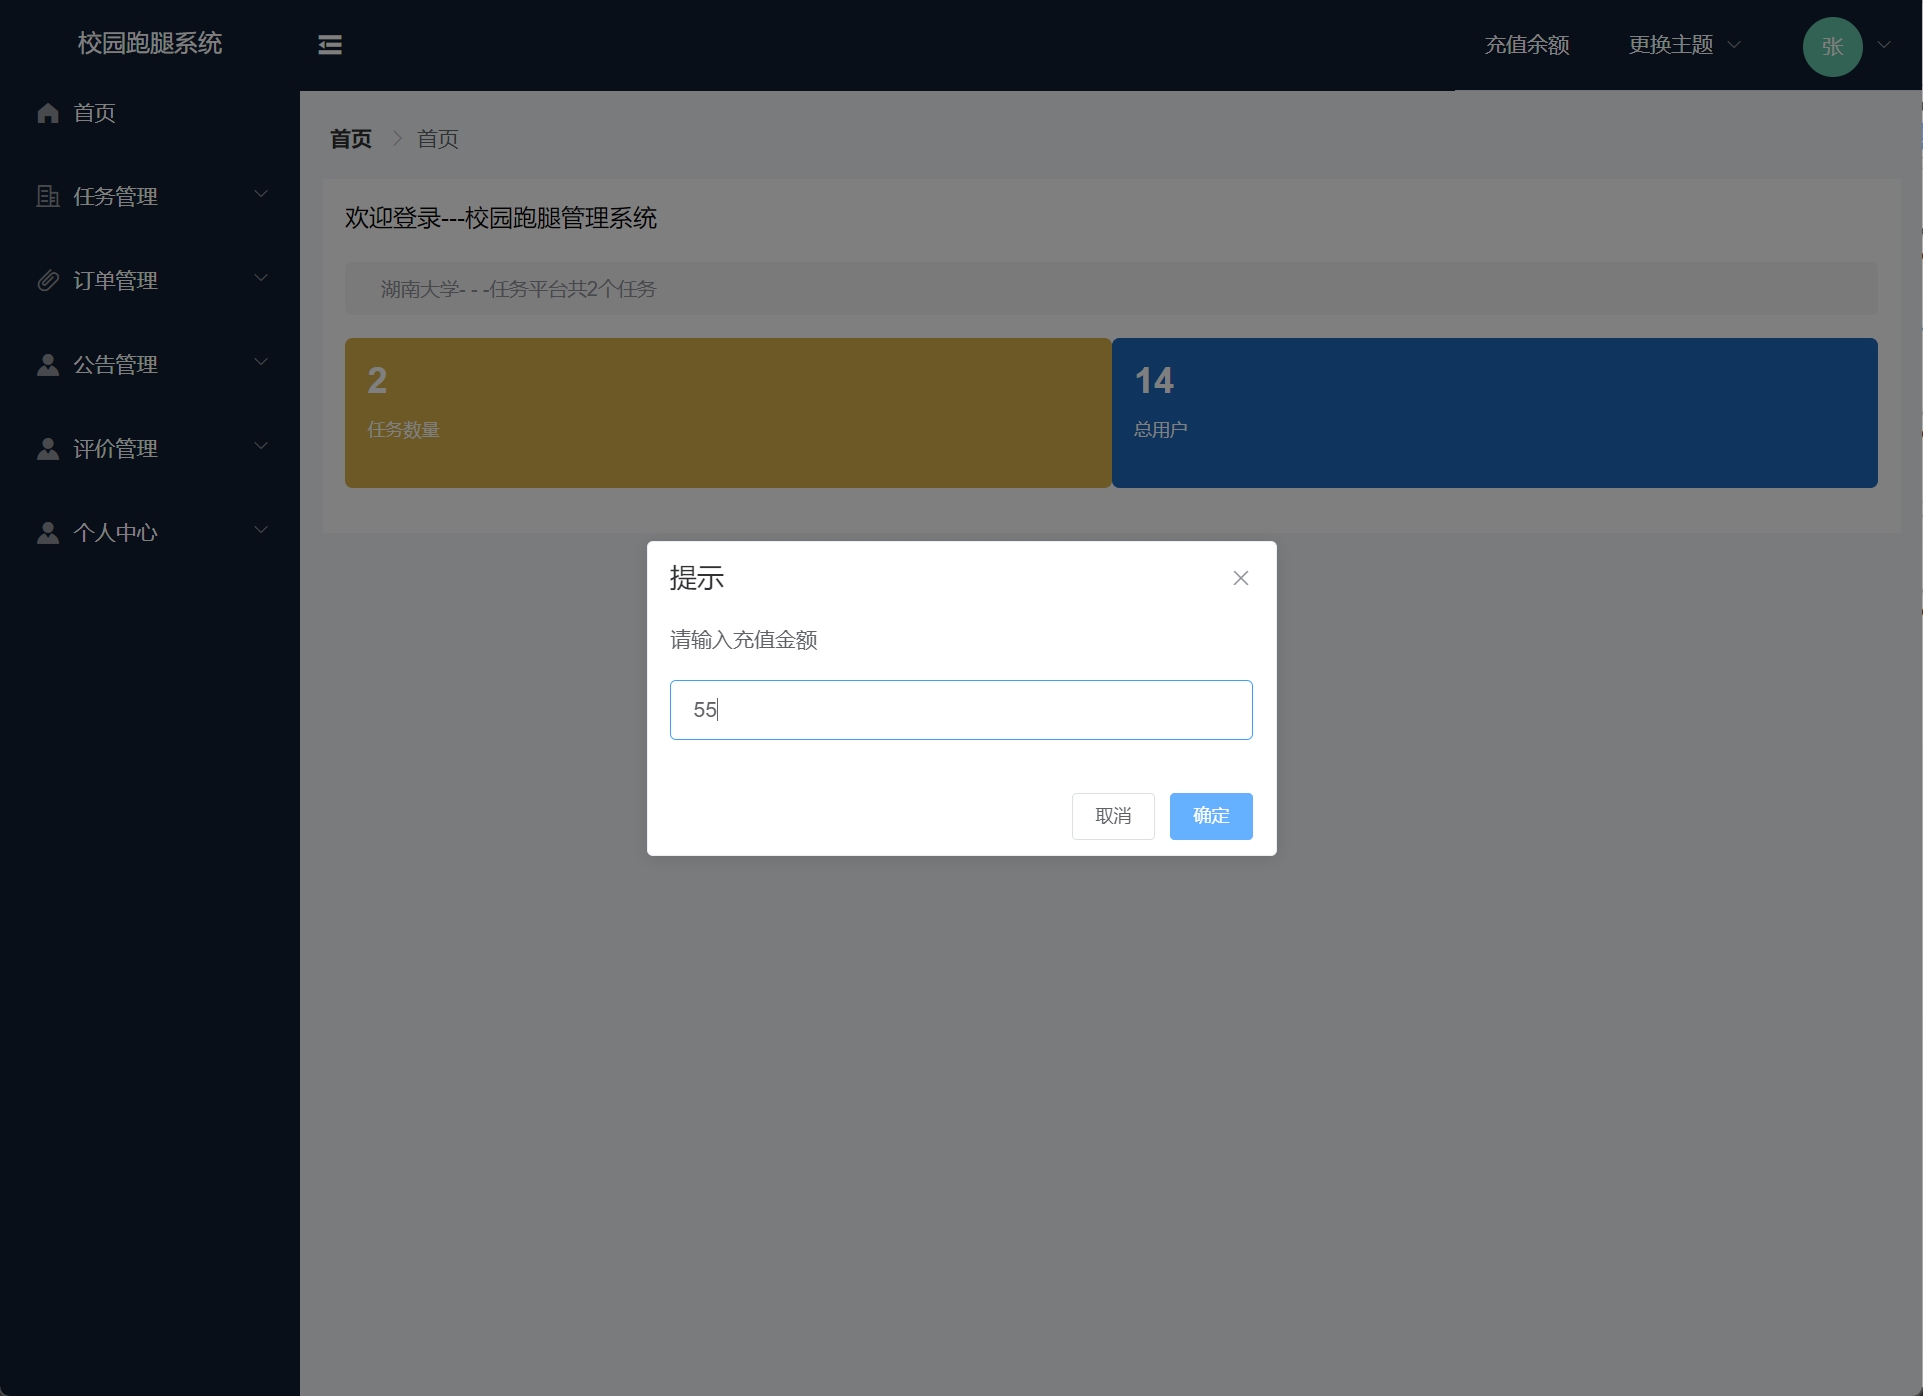 校园跑腿系统
充值余额
更换主题
张
首页
任务管理
订单管理
公告管理
评价管理
个人中心
首页
首页
欢迎登录---校园跑腿管理系统
湖南大学- - -任务平台共2个任务
2
任务数量
14
总用户
提示
请输入充值金额
55
取消
确定